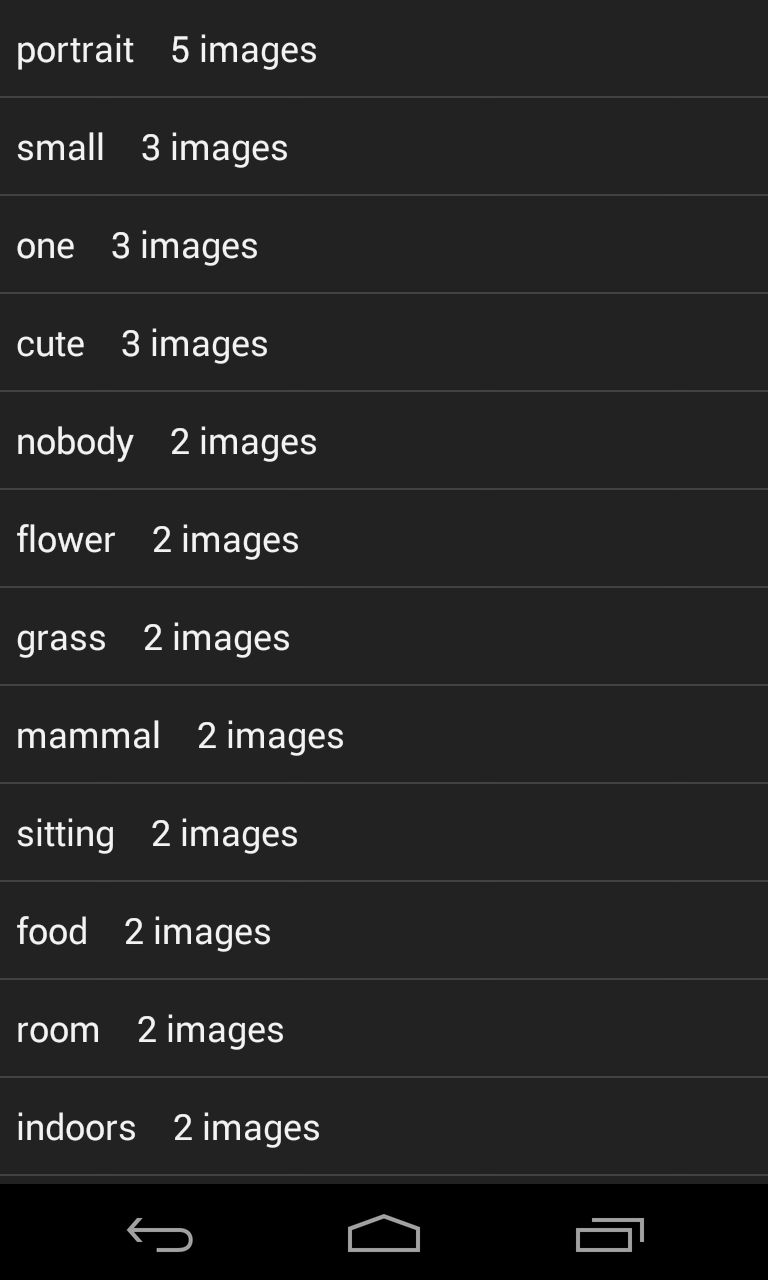 portrait 5 images
small 3 images
one 3 images
cute 3 images
nobody 2 images
flower 2 images
grass 2 images
mammal 2 images
sitting 2 images
food 2 images
room 2 images
indoors 2 images